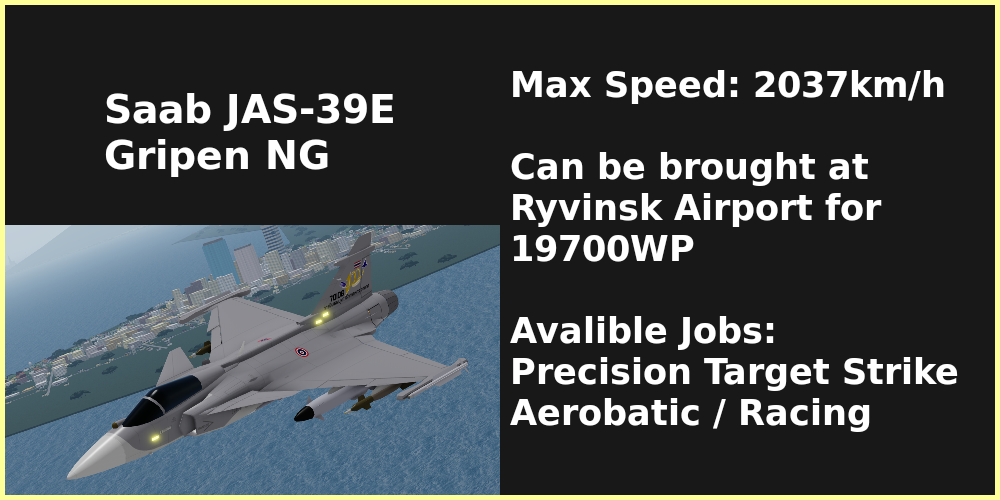 Saab JAS-39E
Gripen NG
Max Speed: 2037km/h
Can be brought at
Ryvinsk Airport for
19700WP
Avalible Jobs:
Precision Target Strike
Aerobatic / Racing